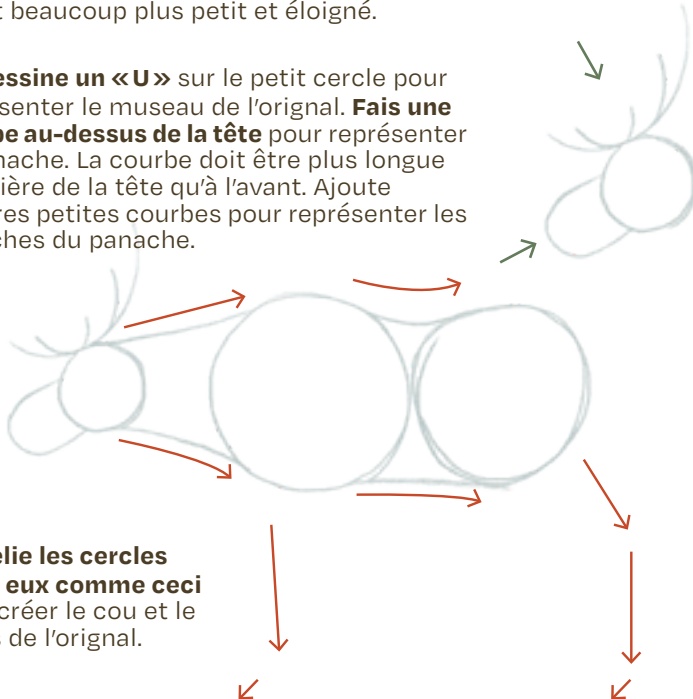 t beaucoup plus petit et éloigné.
essine un « U » sur le petit cercle pour
senter le museau de l'orignal. Fais une
be au-dessus de la tête pour représenter
nache. La courbe doit être plus longue
ière de la tête qu'à l'avant. Ajoute
res petites courbes pour représenter les
ches du panache.
elie les cercles
eux comme ceci
créer le cou et le
s de l'orignal.